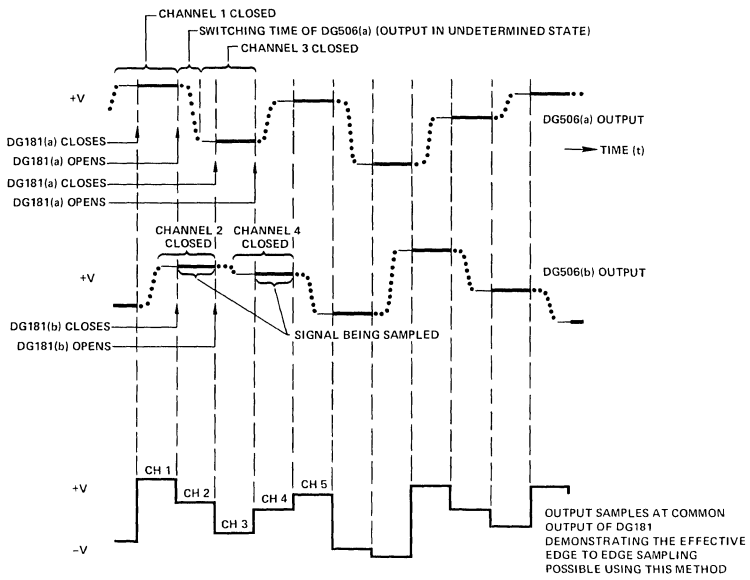 CHANNEL 1 CLOSED
SWITCHING TIME OF DG506(a) (OUTPUT IN UNDETERMINED STATE)
CHANNEL 3 CLOSED
+V
DG506(a) OUTPUT
DG181(a) CLOSES
TIME (t)
DG181(a) OPENS
DG181(a) CLOSES
DG181(a) OPENS
CHANNEL 2
CLOSED
CHANNEL 4
CLOSED
+V
DG506(b) OUTPUT
DG181(b) CLOSES
SIGNAL BEING SAMPLED
DG181(b) OPENS
CH 1
+V
CH 2
CH 3
CH 4
CH 5
−V
OUTPUT SAMPLES AT COMMON
OUTPUT OF DG181
DEMONSTRATING THE EFFECTIVE
EDGE TO EDGE SAMPLING
POSSIBLE USING THIS METHOD